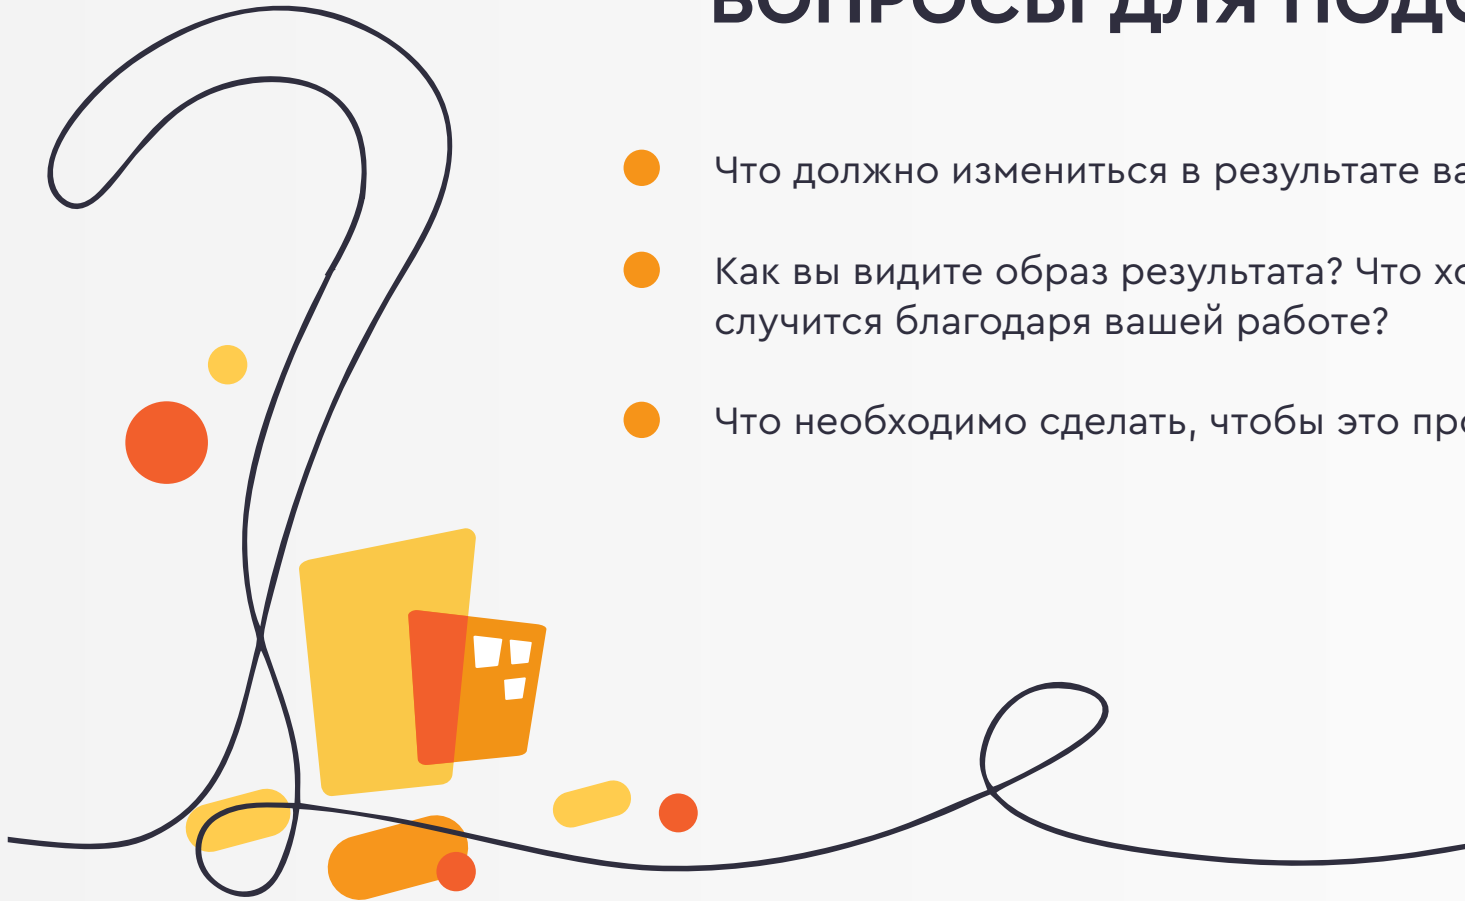 ВОПРОСЫ ДЛЯ
Что должно измениться в результате
Как вы видите образ результата? Что
случится благодаря вашей работе?
Что необходимо сделать, чтобы это